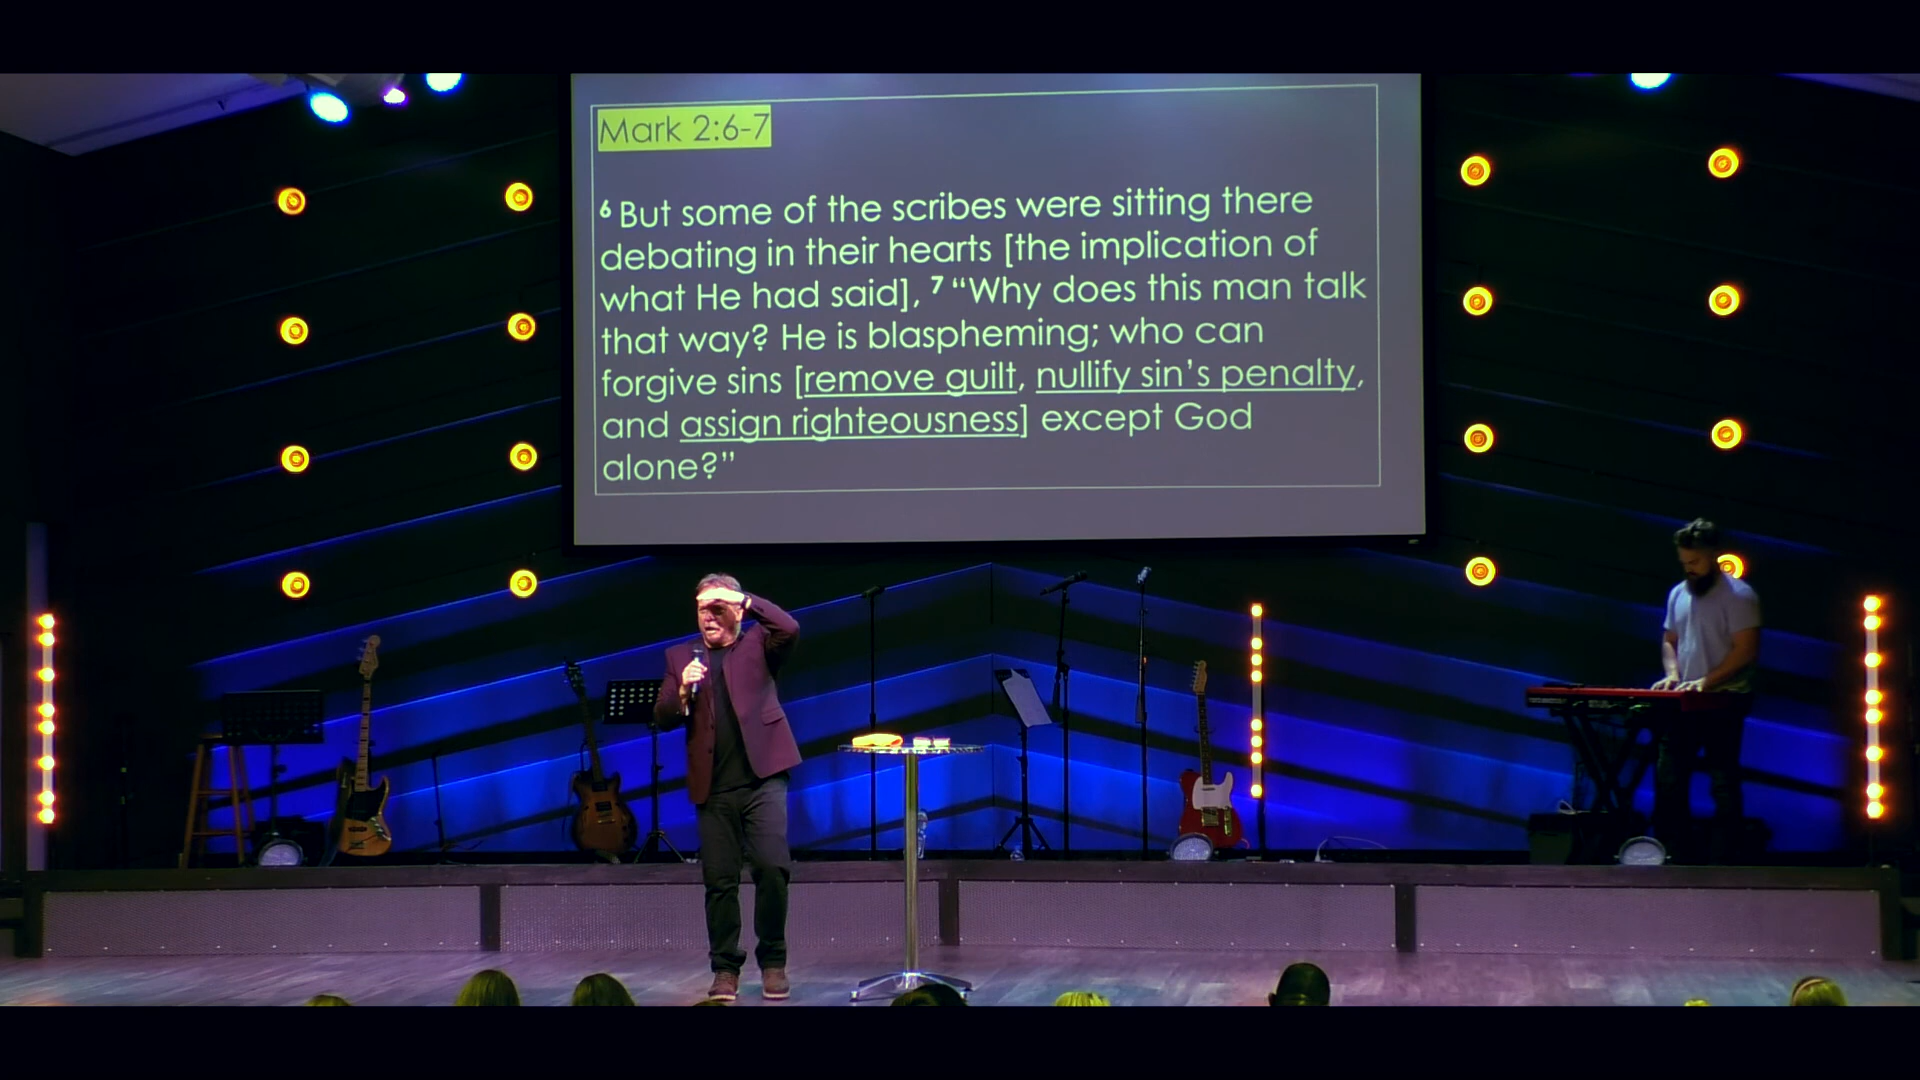 Mark 2:6-7
6 But some of the scribes were sitting there
debating in their hearts [the implication of
what He had said], 7 “Why does this man talk
that way? He is blaspheming; who can
forgive sins [remove guilt, nullify sin’s penalty,
and assign righteousness] except God
alone?”